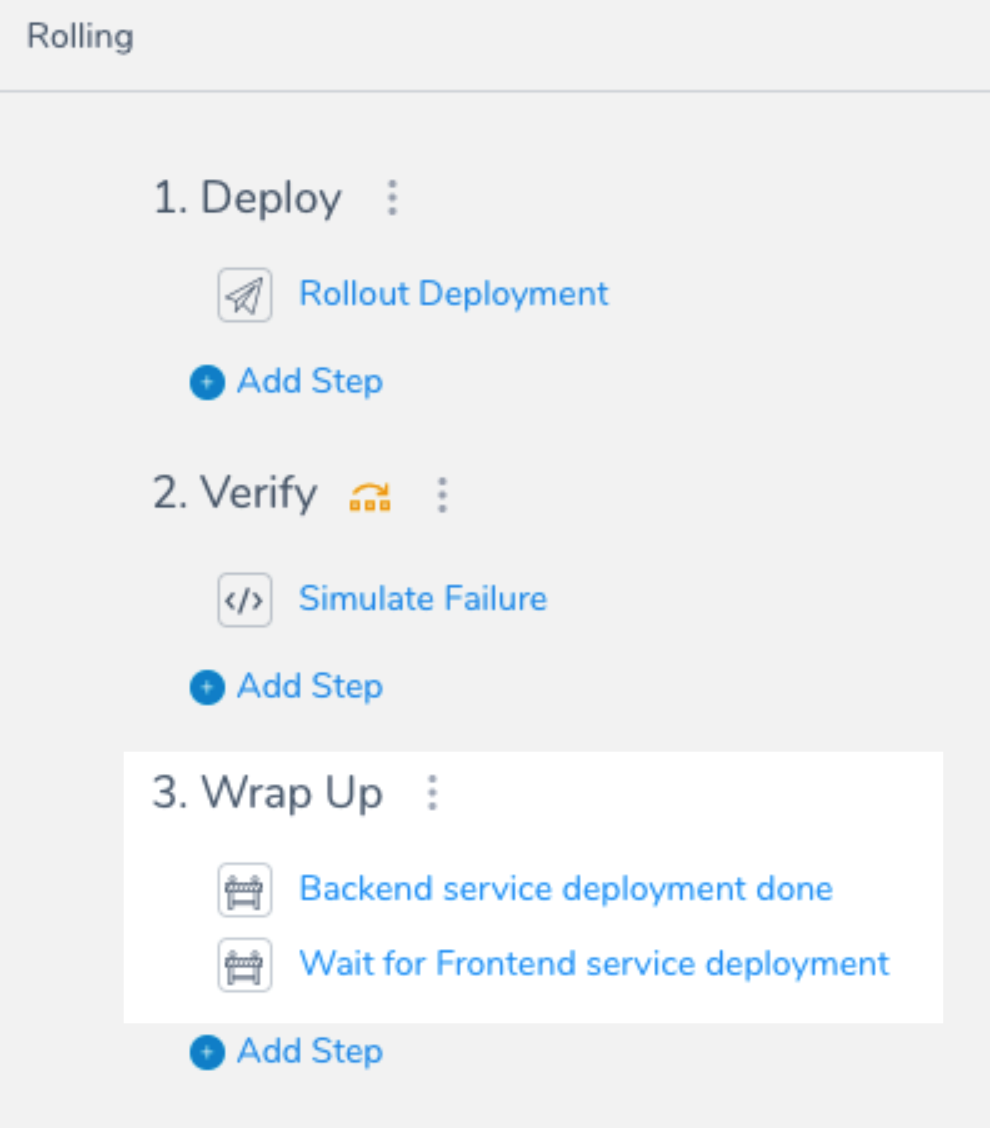 Rolling
1. Deploy
Rollout Deployment
Add Step
2. Verify
Simulate Failure
Add Step
3. Wrap Up
Backend service deployment done
Wait for Frontend service deployment
Add Step